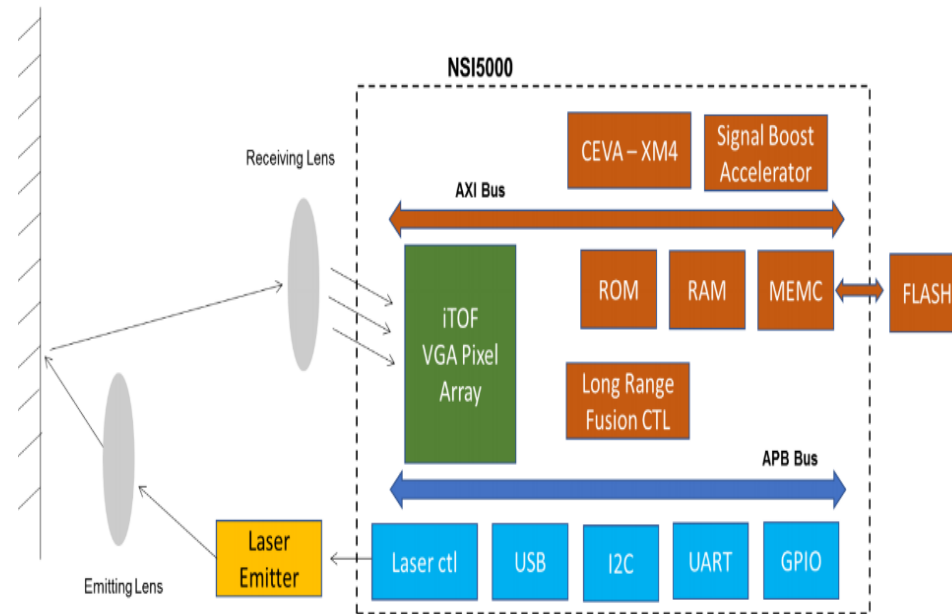 NSI5000
CEVA – XM4
Signal Boost
Accelerator
Receiving Lens
AXI Bus
iTOF
VGA Pixel
Array
ROM
RAM
MEMC
FLASH
Long Range
Fusion CTL
APB Bus
Laser
Emitter
Laser ctl
USB
I2C
UART
GPIO
Emitting Lens